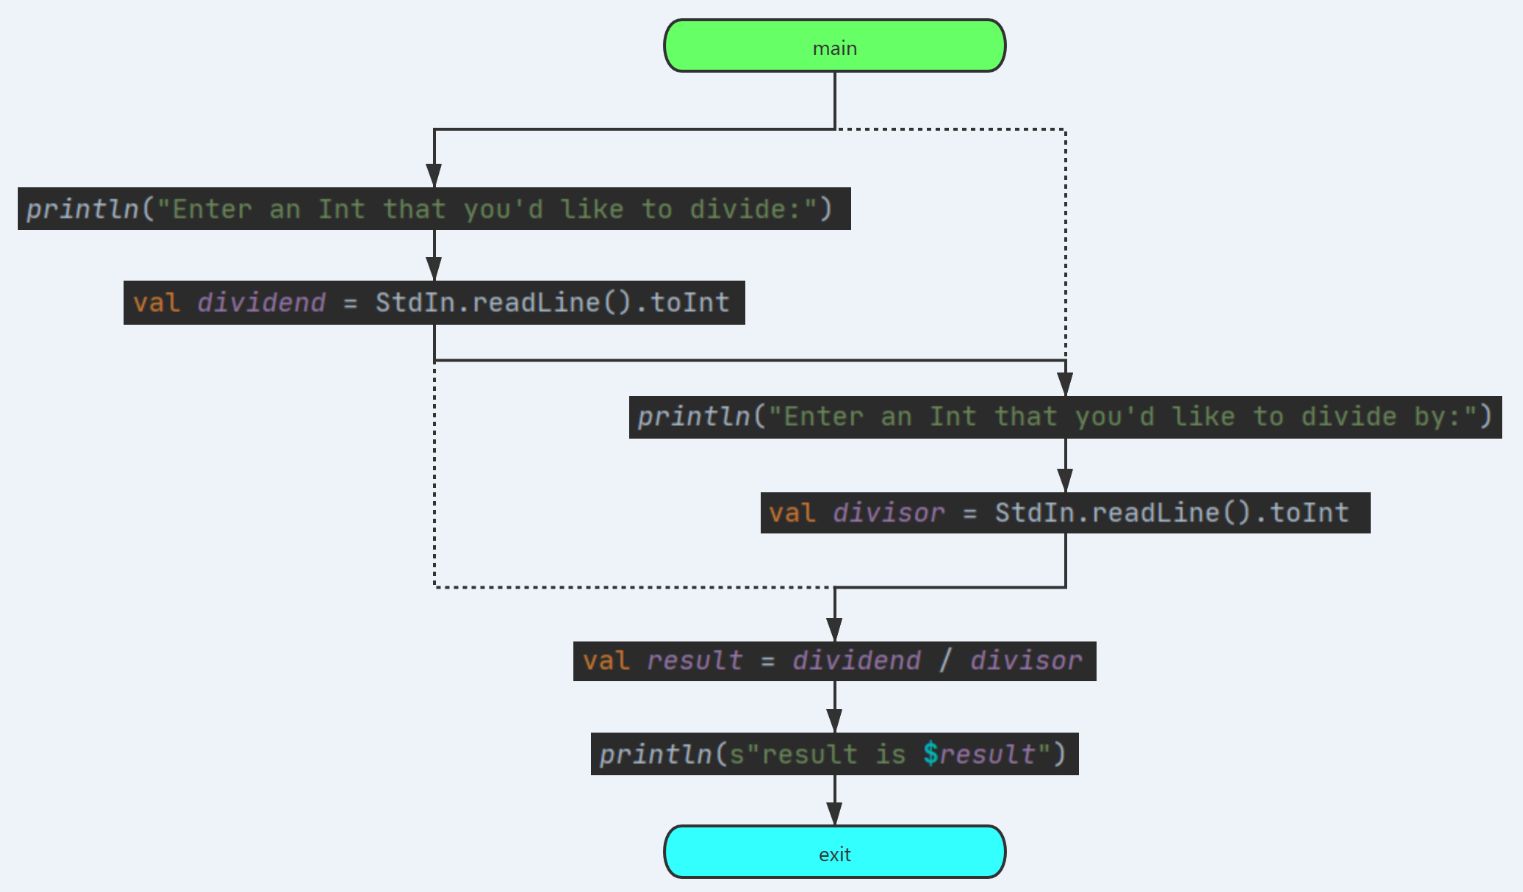 main
println("Enter an Int that you'd like to divide:")
val dividend = StdIn.readLine().toInt
println("Enter an Int that you'd like to divide by:")
val divisor = StdIn.readLine().toInt
val result = dividend / divisor
println(s"result is $result")
exit